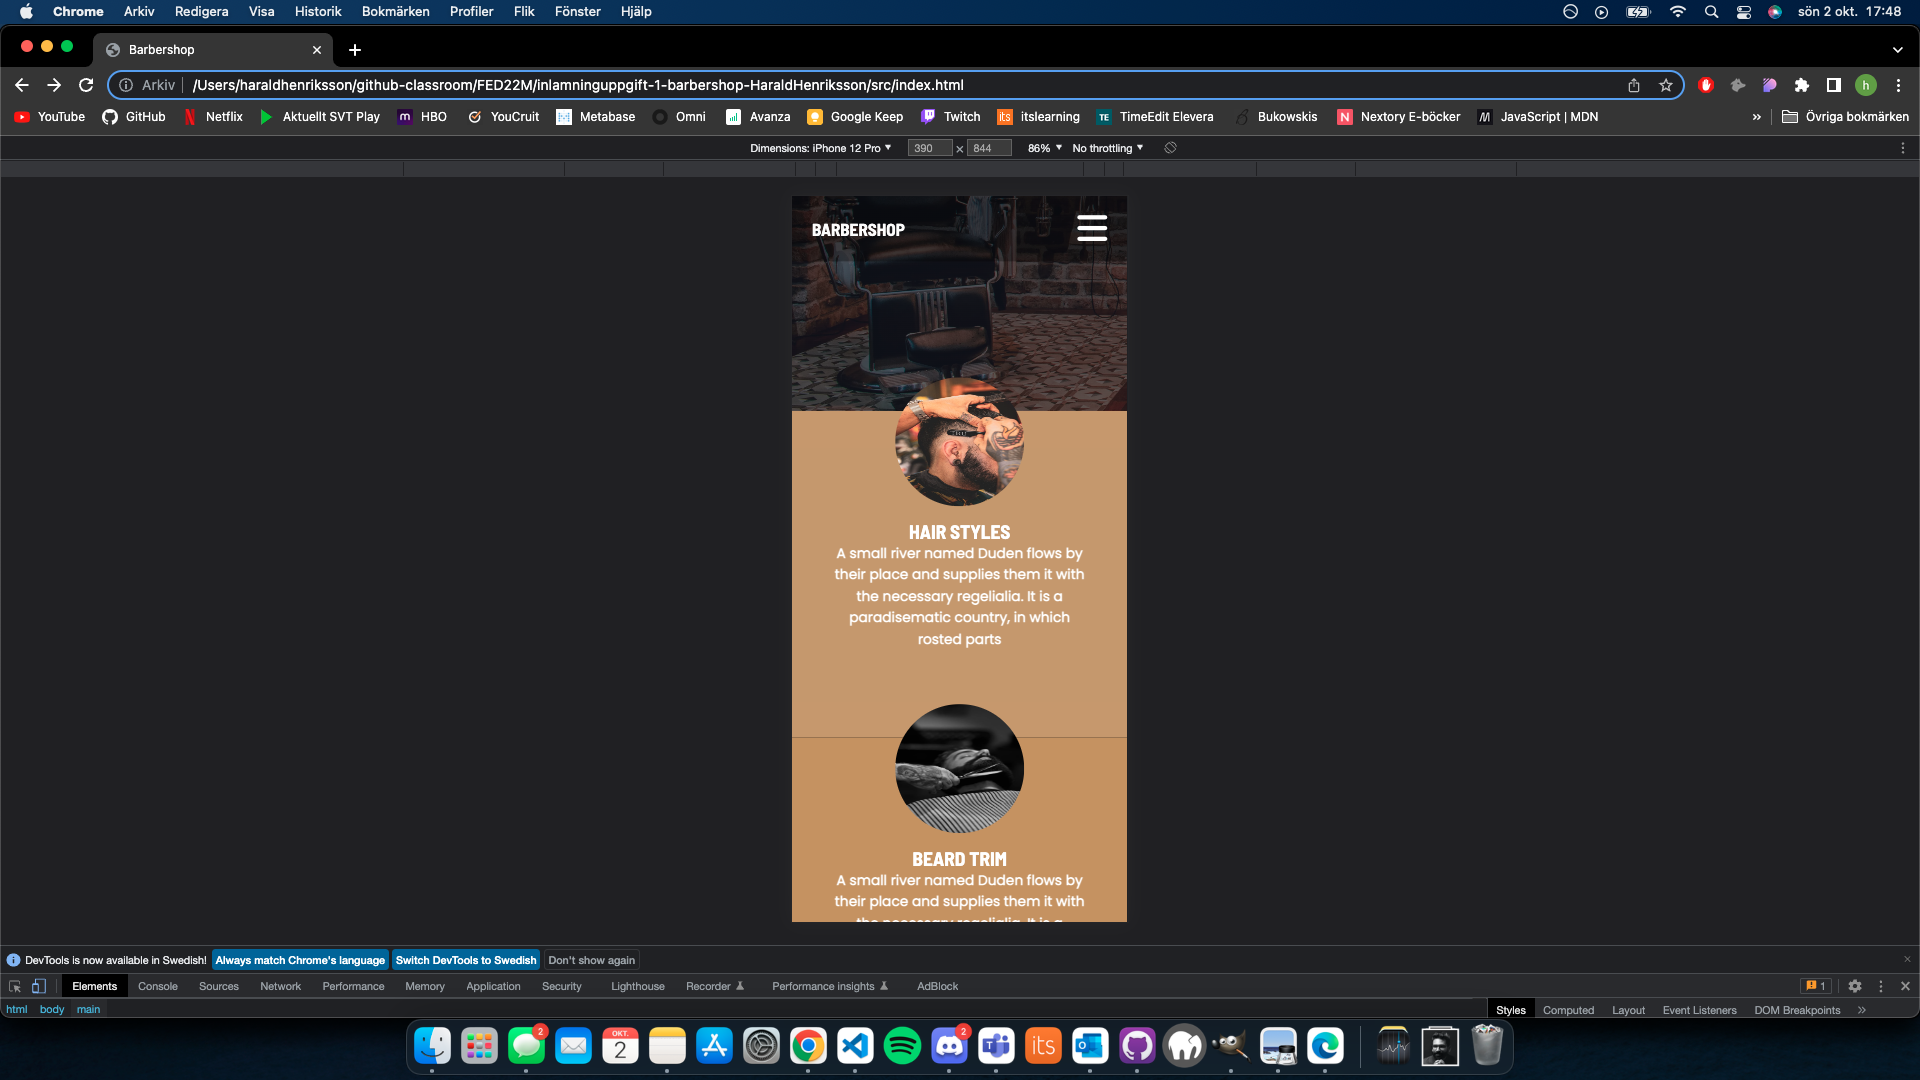 Chrome Arkiv Redigera Visa Historik Bokmärken Profiler Flik Fönster Hjälp sön 2 okt. 17:48
Barbershop
Arkiv /Users/haraldhenriksson/github-classroom/FED22M/inlamninguppgift-1-barbershop-HaraldHenriksson/src/index.html h
YouTube GitHub Netflix Aktuellt SVT Play m HBO YouCruit Metabase Omni Avanza Google Keep Twitch its itslearning TE TimeEdit Elevera Bukowskis N Nextory E-böcker JavaScript | MDN » Övriga bokmärken
Dimensions: iPhone 12 Pro 390 × 844 86% No throttling
BARBERSHOP
HAIR STYLES
A small river named Duden flows by
their place and supplies them it with
the necessary regelialia. It is a
paradisematic country, in which
rosted parts
BEARD TRIM
A small river named Duden flows by
their place and supplies them it with
the necessary regelialia. It is a
DevTools is now available in Swedish! Always match Chrome's language Switch DevTools to Swedish Don't show again
Elements Console Sources Network Performance Memory Application Security Lighthouse Recorder Performance insights AdBlock 1
html body main Styles Computed Layout Event Listeners DOM Breakpoints »
2 OKT. 2 2 its